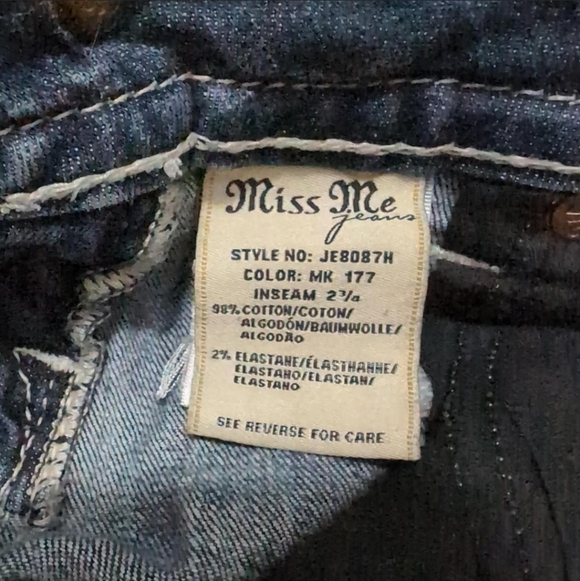 Miss Me
jeans
STYLE NO: JE8087H
COLOR: MK 177
INSEAM 2³/₄
98% COTTON/COTON/
ALGODÓN/BAUMWOLLE/
ALGODÃO
2% ELASTANE/ÉLASTHANNE/
ELASTANO/ELASTAN/
ELASTANO
SEE REVERSE FOR CARE